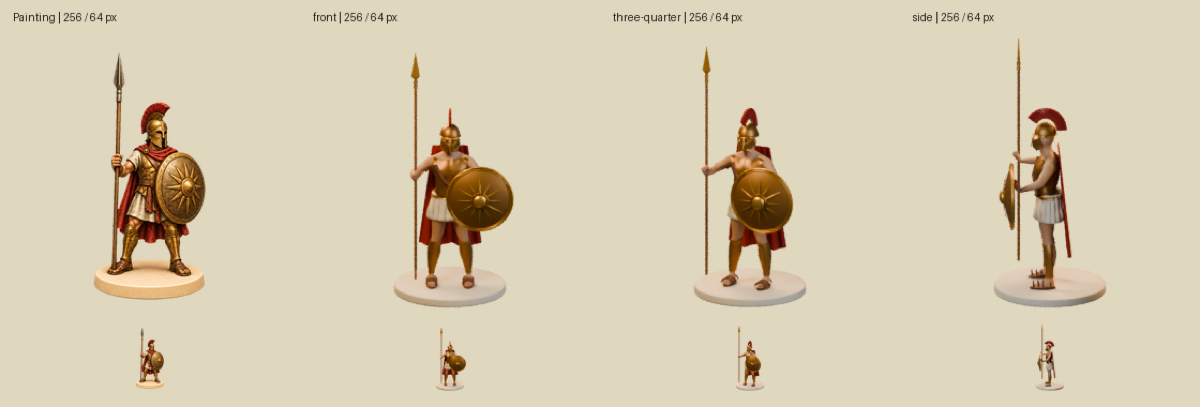 Painting | 256 / 64 px
front | 256 / 64 px
three-quarter | 256 / 64 px
side | 256 / 64 px